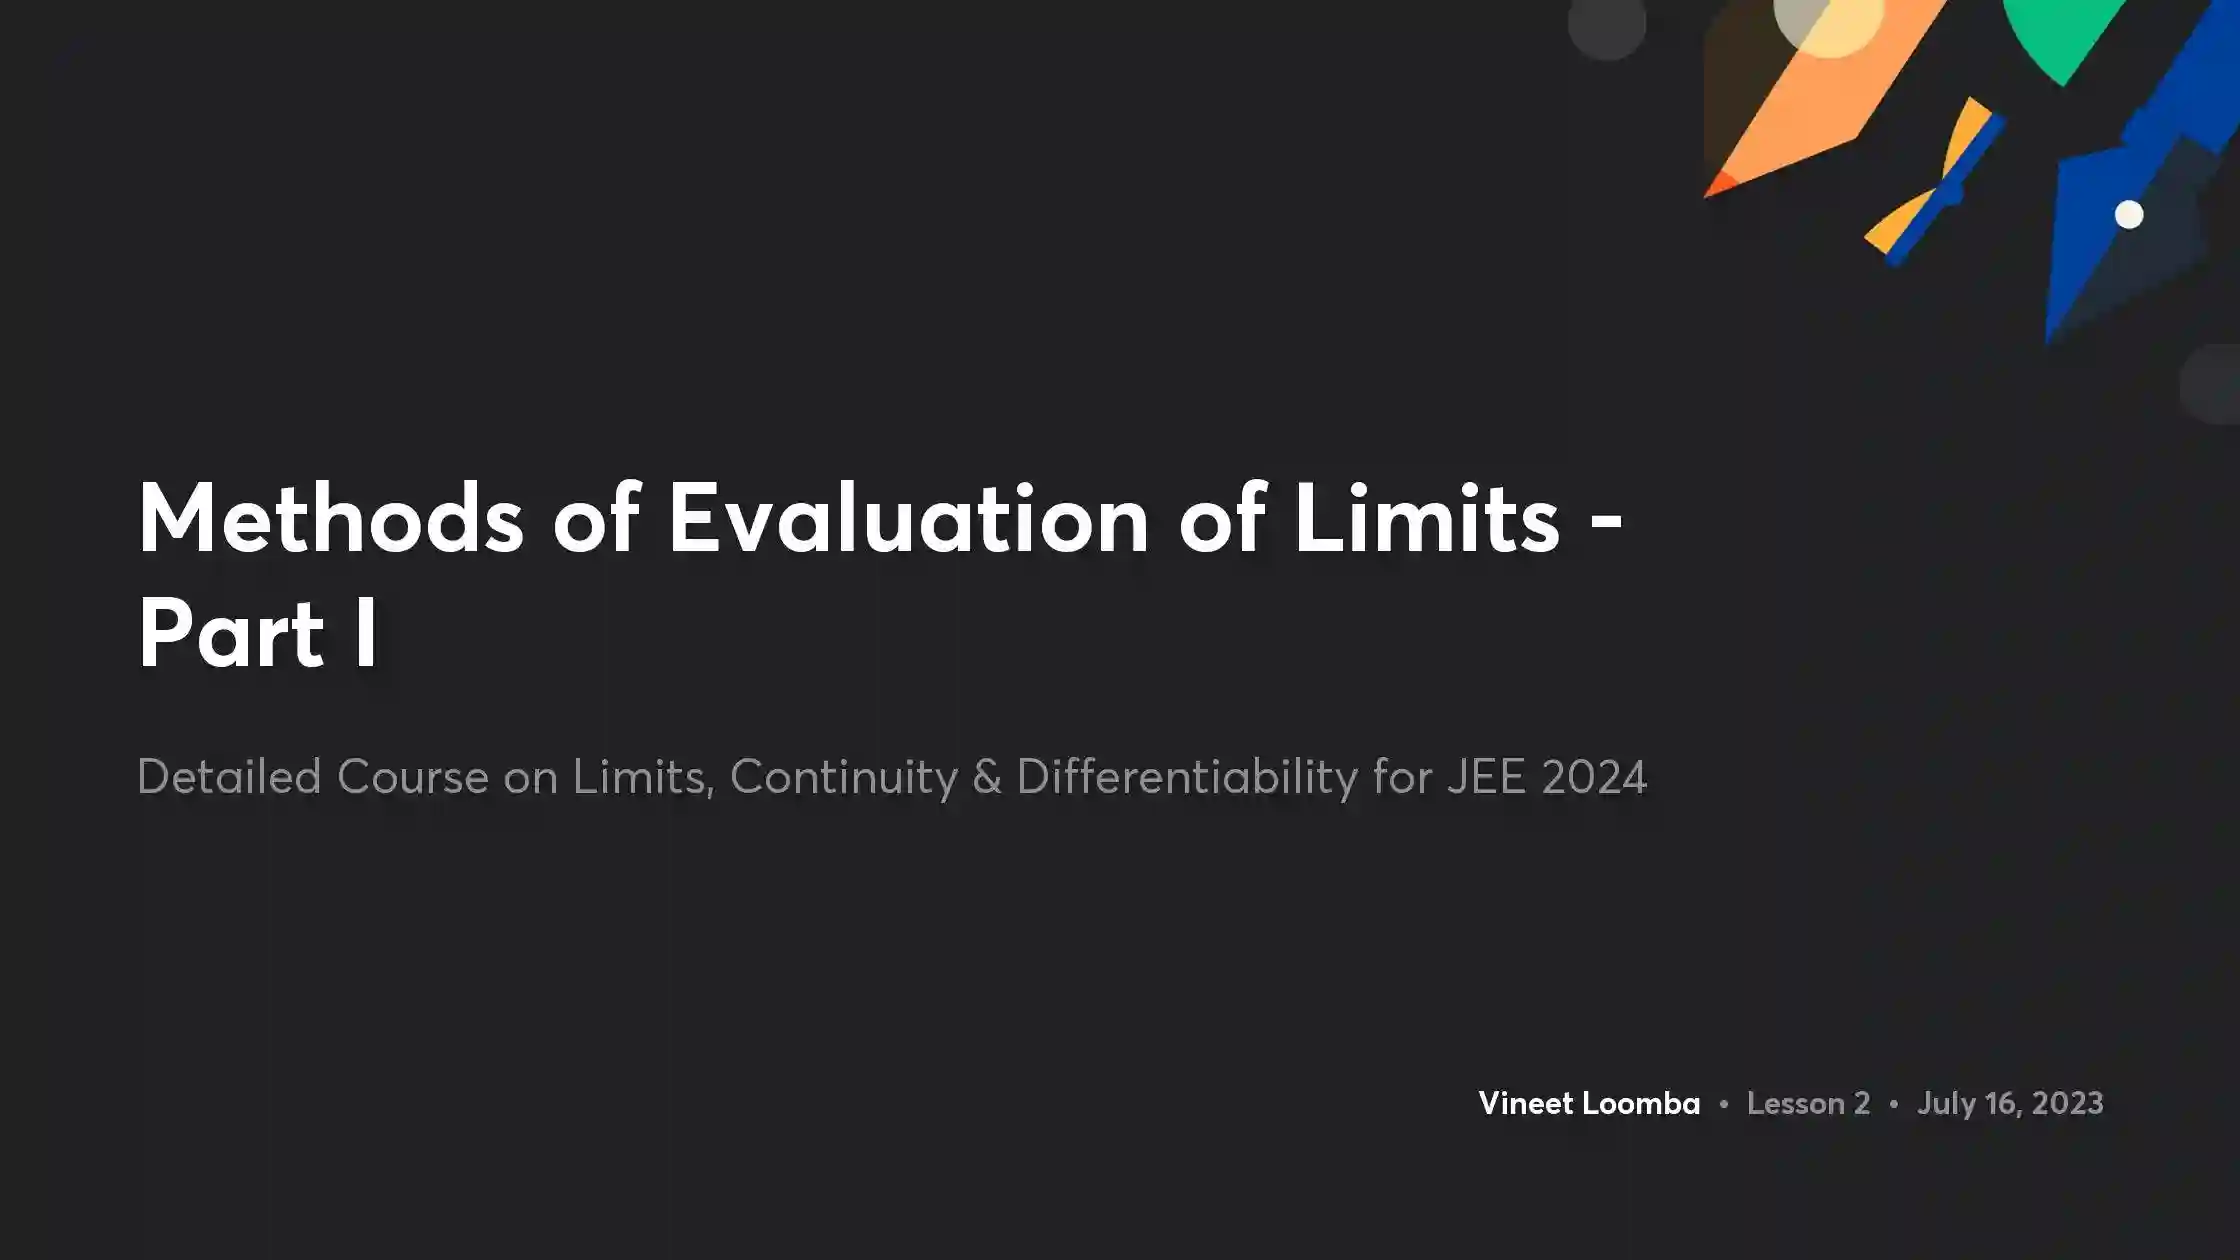 Methods of Evaluation of Limits -
Part I
Detailed Course on Limits, Continuity & Differentiability for JEE 2024
Vineet Loomba • Lesson 2 • July 16, 2023